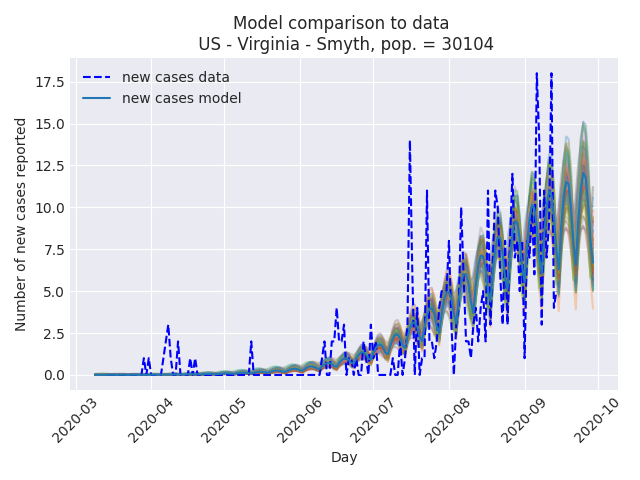 Model comparison to data
US - Virginia - Smyth, pop. = 30104
new cases data
new cases model
Number of new cases reported
17.5
15.0
12.5
10.0
7.5
5.0
2.5
0.0
2020-03
2020-04
2020-05
2020-06
2020-07
2020-08
2020-09
2020-10
Day